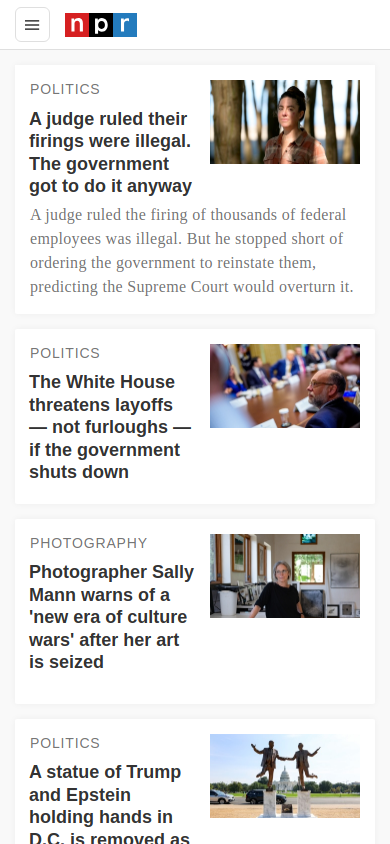 npr
POLITICS
A judge ruled their
firings were illegal.
The government
got to do it anyway
A judge ruled the firing of thousands of federal
employees was illegal. But he stopped short of
ordering the government to reinstate them,
predicting the Supreme Court would overturn it.
POLITICS
The White House
threatens layoffs
— not furloughs —
if the government
shuts down
PHOTOGRAPHY
Photographer Sally
Mann warns of a
'new era of culture
wars' after her art
is seized
POLITICS
A statue of Trump
and Epstein
holding hands in
D.C. is removed as